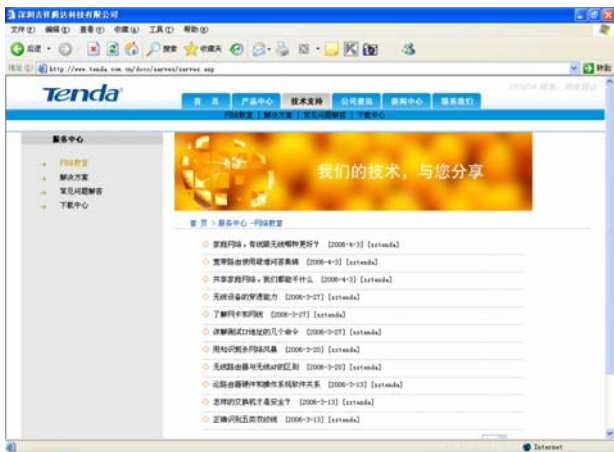 深圳吉祥腾达科技有限公司
文件(F) 编辑(E) 查看(V) 收藏(A) 工具(T) 帮助(H)
后退 搜索 收藏夹
地址(D) http://www.tenda.com.cn/docc/serves/serves.asp 转到
Tenda
首 页 产品中心 技术支持 公司资讯 新闻中心 联系我们
网络教室 | 解决方案 | 常见问题解答 | 下载中心
服务中心
网络教室
解决方案
常见问题解答
下载中心
我们的技术，与您分享
首 页 > 服务中心 -网络教室
家庭网络，有线跟无线哪种更好？ [2006-4-3] [sztenda]
宽带路由使用疑难问答集锦 [2006-4-3] [sztenda]
共享家庭网络，我们都能干什么 [2006-4-3] [sztenda]
无线设备的穿透能力 [2006-3-27] [sztenda]
了解网卡和网线 [2006-3-27] [sztenda]
详解测试IP地址的几个命令 [2006-3-27] [sztenda]
用知识抵杀网络风暴 [2006-3-20] [sztenda]
无线路由器与无线AP的区别 [2006-3-20] [sztenda]
论路由器硬件和操作系统软件关系 [2006-3-13] [sztenda]
怎样的交换机才是安全？ [2006-3-13] [sztenda]
正确识别五类双绞线 [2006-3-13] [sztenda]
Internet